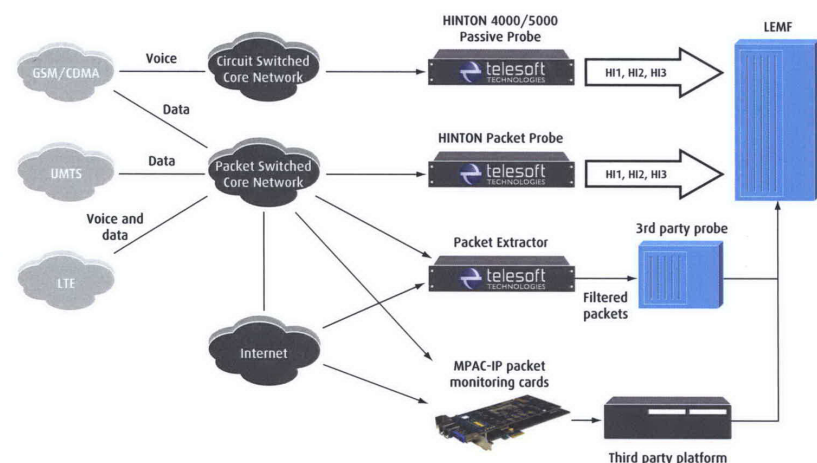 HINTON 4000/5000
Passive Probe
LEMF
GSM/CDMA
Voice
Circuit Switched
Core Network
telesoft
TECHNOLOGIES
HI1, HI2, HI3
Data
HINTON Packet Probe
UMTS
Data
Packet Switched
Core Network
telesoft
TECHNOLOGIES
HI1, HI2, HI3
Voice and
data
Packet Extractor
3rd party probe
LTE
telesoft
TECHNOLOGIES
Filtered
packets
Internet
MPAC-IP packet
monitoring cards
Third party platform